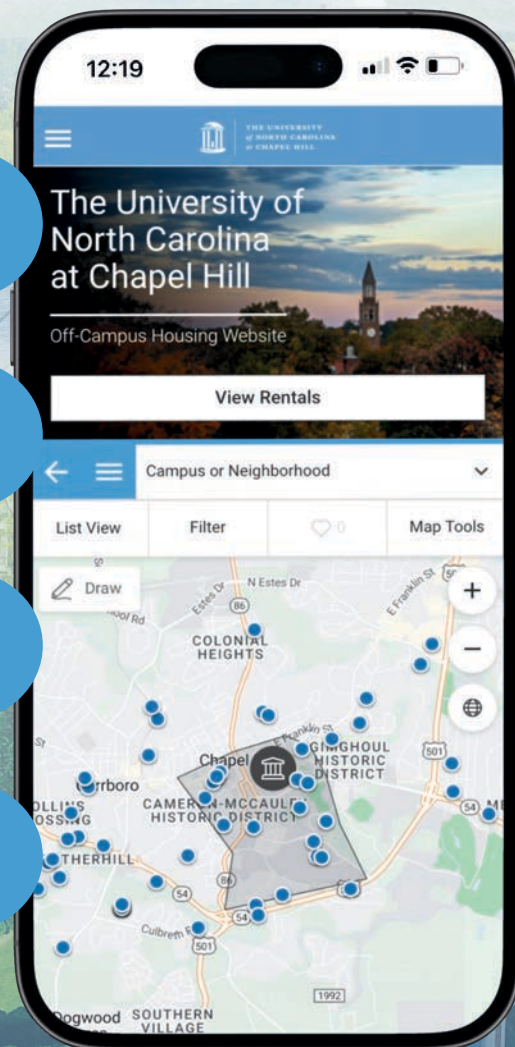 12:19
THE UNIVERSITY
of NORTH CAROLINA
at CHAPEL HILL
The University of
North Carolina
at Chapel Hill
Off-Campus Housing Website
View Rentals
Campus or Neighborhood
List View
Filter
0
Map Tools
Draw
Estes Dr
N Estes Dr
E Franklin St
86
COLONIAL
HEIGHTS
Franklin St
Chapel
GIMGHOUL
HISTORIC
DISTRICT
501
CAMERON-MCCAULEY
HISTORIC DISTRICT
54
THERHILL
54
86
54
Culbreth
501
1992
Dogwood
SOUTHERN
VILLAGE